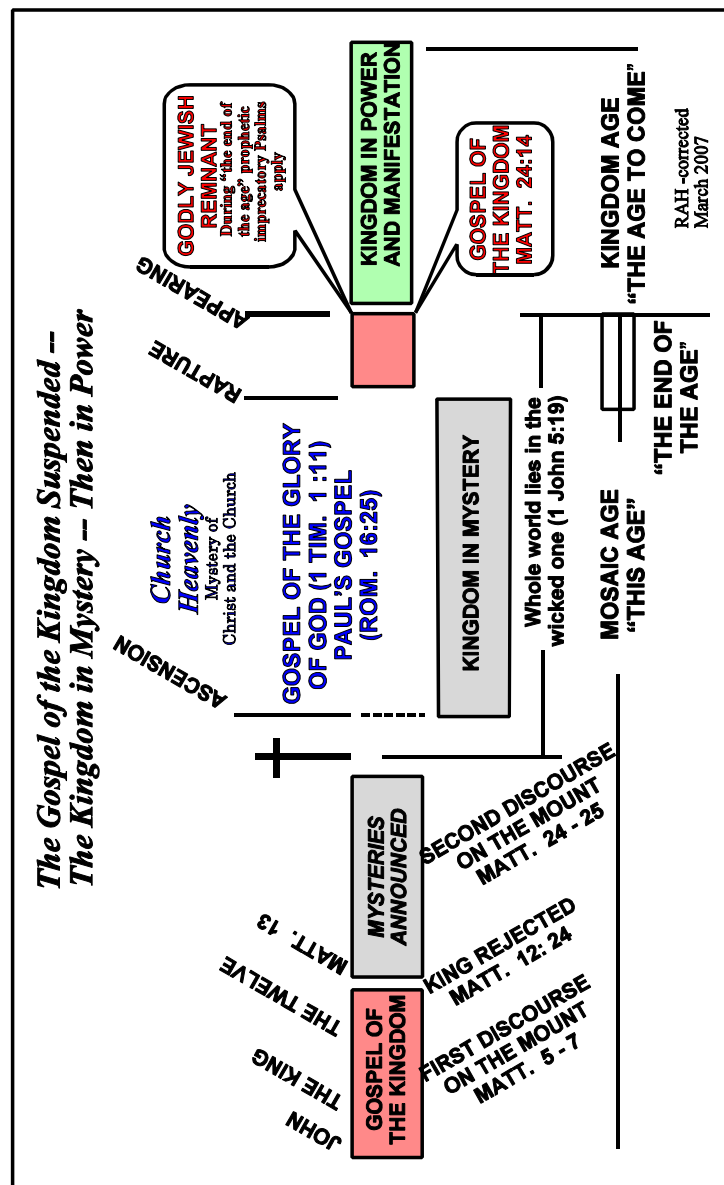 The Gospel of the Kingdom Suspended --
The Kingdom in Mystery -- Then in Power
JOHN
THE KING
THE TWELVE
MATT. 13
GOSPEL OF
THE KINGDOM
MYSTERIES
ANNOUNCED
FIRST DISCOURSE
ON THE MOUNT
MATT. 5 - 7
KING REJECTED
MATT. 12: 24
SECOND DISCOURSE
ON THE MOUNT
MATT. 24 - 25
ASCENSION
Church
Heavenly
Mystery of
Christ and the Church
GOSPEL OF THE GLORY
OF GOD (1 TIM. 1 :11)
PAUL'S GOSPEL
(ROM. 16:25)
KINGDOM IN MYSTERY
Whole world lies in the
wicked one (1 John 5:19)
MOSAIC AGE
“THIS AGE”
RAPTURE
APPEARING
GODLY JEWISH
REMNANT
During “the end of
the age” prophetic
imprecatory Psalms
apply
KINGDOM IN POWER
AND MANIFESTATION
GOSPEL OF
THE KINGDOM
MATT. 24:14
“THE END OF
THE AGE”
KINGDOM AGE
“THE AGE TO COME”
RAH -corrected
March 2007